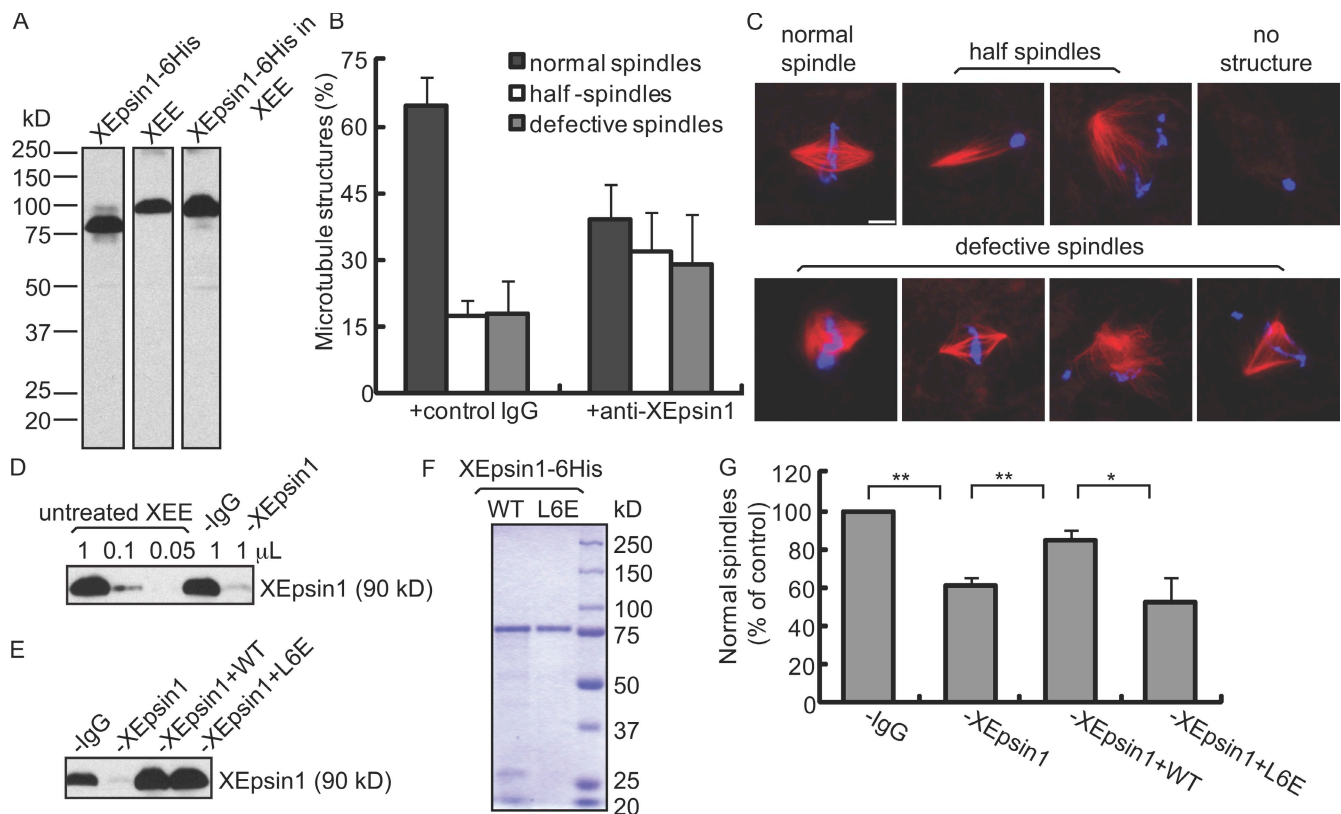 A
kD
XEpsin1-6His
XEE
XEpsin1-6His in
XEE
250
150
100
75
50
37
25
20
B
Microtubule structures (%)
75
60
45
30
15
0
normal spindles
half-spindles
defective spindles
+control IgG
+anti-XEpsin1
C
normal
spindle
half spindles
no
structure
defective spindles
D
untreated XEE
-IgG
-XEpsin1
1 0.1 0.05 1 1 µL
XEpsin1 (90 kD)
E
-IgG
-XEpsin1
-XEpsin1+WT
-XEpsin1+L6E
XEpsin1 (90 kD)
F
XEpsin1-6His
WT L6E kD
250
150
100
75
50
37
25
20
G
Normal spindles
(% of control)
120
100
80
60
40
20
0
**
**
*
-IgG
-XEpsin1
-XEpsin1+WT
-XEpsin1+L6E